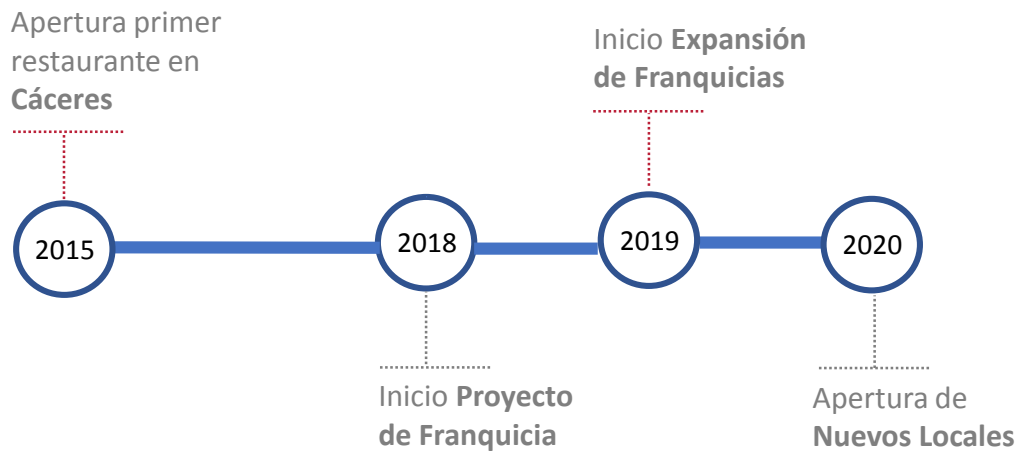 Apertura primer
restaurante en
Cáceres
Inicio Expansión
de Franquicias
2015
2018
2019
2020
Inicio Proyecto
de Franquicia
Apertura de
Nuevos Locales